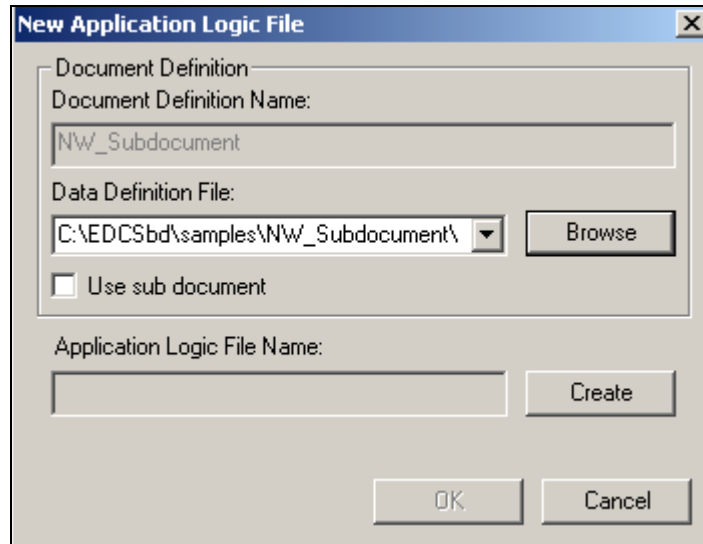 New Application Logic File
Document Definition
Document Definition Name:
NW_Subdocument
Data Definition File:
C:\EDCSbd\samples\NW_Subdocument\
Browse
Use sub document
Application Logic File Name:
Create
OK
Cancel